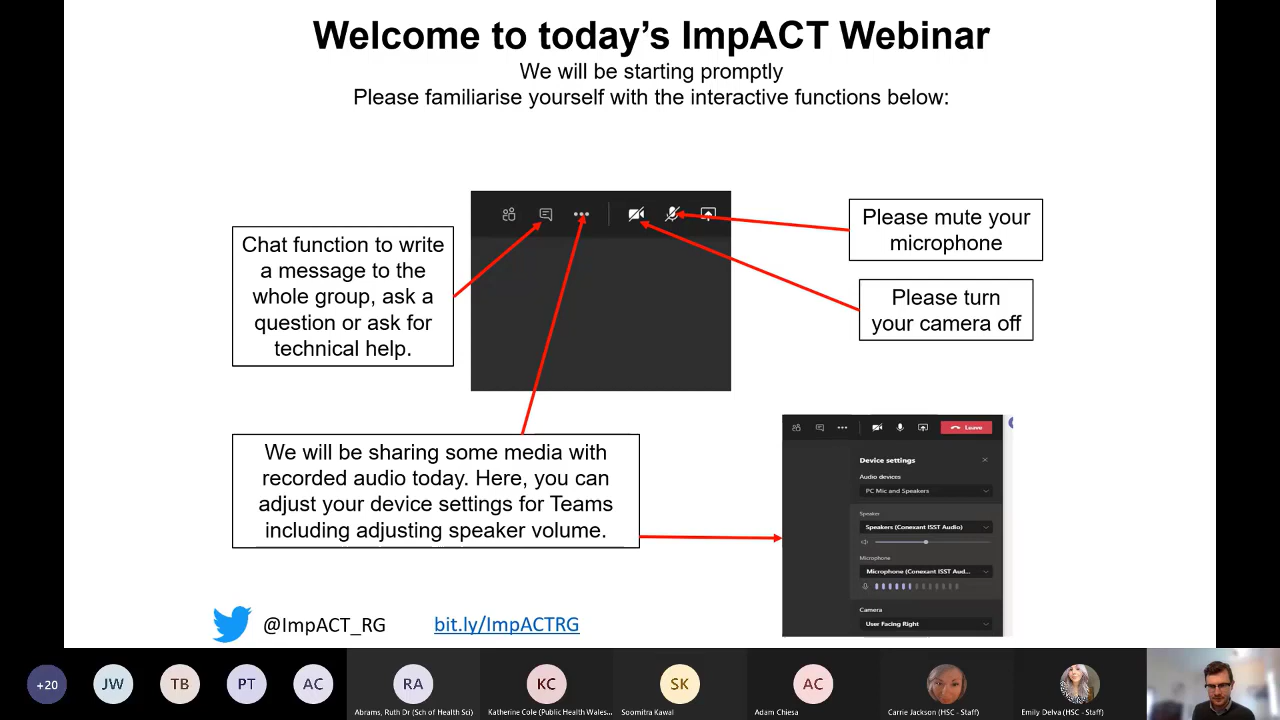 Welcome to today's ImpACT Webinar
We will be starting promptly
Please familiarise yourself with the interactive functions below:
Chat function to write
a message to the
whole group, ask a
question or ask for
technical help.
Please mute your
microphone
Please turn
your camera off
We will be sharing some media with
recorded audio today. Here, you can
adjust your device settings for Teams
including adjusting speaker volume.
Leave
Device settings
Audio devices
PC Mic and Speakers
Speaker
Speakers (Conexant ISST Audio)
Microphone
Microphone (Conexant ISST Aud...
Camera
User Facing Right
@ImpACT_RG
bit.ly/ImpACTRG
+20
JW
TB
PT
AC
RA
Abrams, Ruth Dr (Sch of Health Sci)
KC
Katherine Cole (Public Health Wales...
SK
Soomitra Kawal
AC
Adam Chiesa
Carrie Jackson (HSC - Staff)
Emily Delva (HSC - Staff)